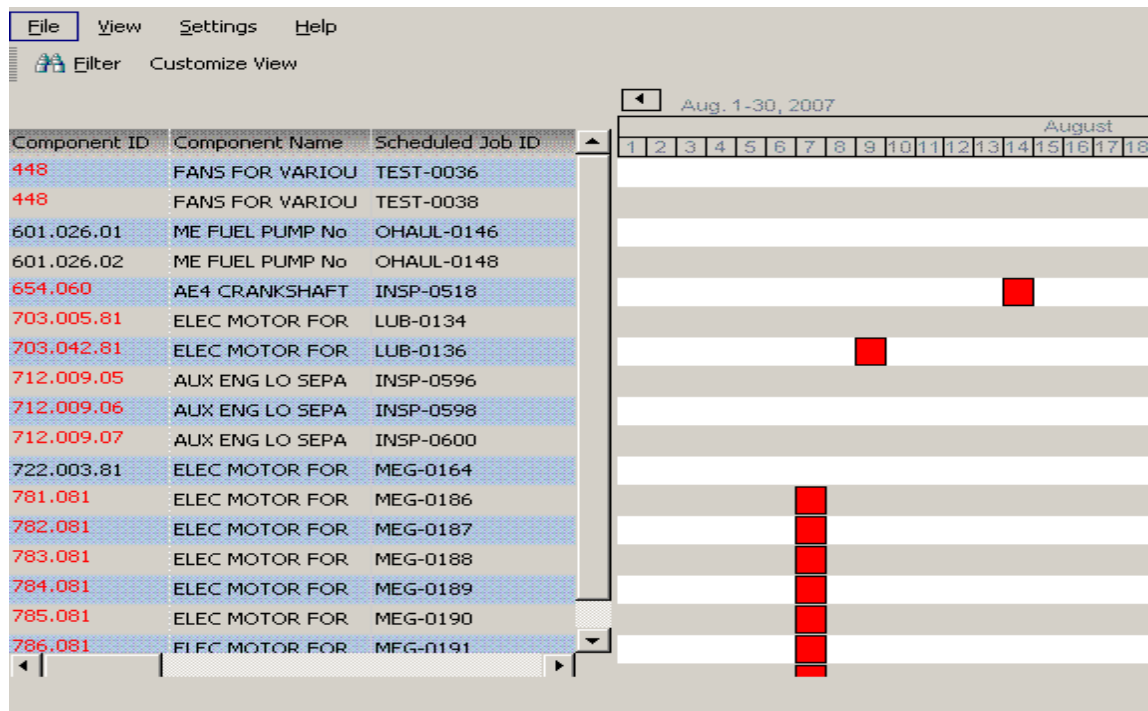 File View Settings Help
Filter Customize View
Aug. 1-30, 2007
August
Component ID Component Name Scheduled Job ID 1 2 3 4 5 6 7 8 9 10 11 12 13 14 15 16 17 18
448 FANS FOR VARIOU TEST-0036
448 FANS FOR VARIOU TEST-0038
601.026.01 ME FUEL PUMP No OHAUL-0146
601.026.02 ME FUEL PUMP No OHAUL-0148
654.060 AE4 CRANKSHAFT INSP-0518
703.005.81 ELEC MOTOR FOR LUB-0134
703.042.81 ELEC MOTOR FOR LUB-0136
712.009.05 AUX ENG LO SEPA INSP-0596
712.009.06 AUX ENG LO SEPA INSP-0598
712.009.07 AUX ENG LO SEPA INSP-0600
722.003.81 ELEC MOTOR FOR MEG-0164
781.081 ELEC MOTOR FOR MEG-0186
782.081 ELEC MOTOR FOR MEG-0187
783.081 ELEC MOTOR FOR MEG-0188
784.081 ELEC MOTOR FOR MEG-0189
785.081 ELEC MOTOR FOR MEG-0190
786.081 ELEC MOTOR FOR MEG-0191